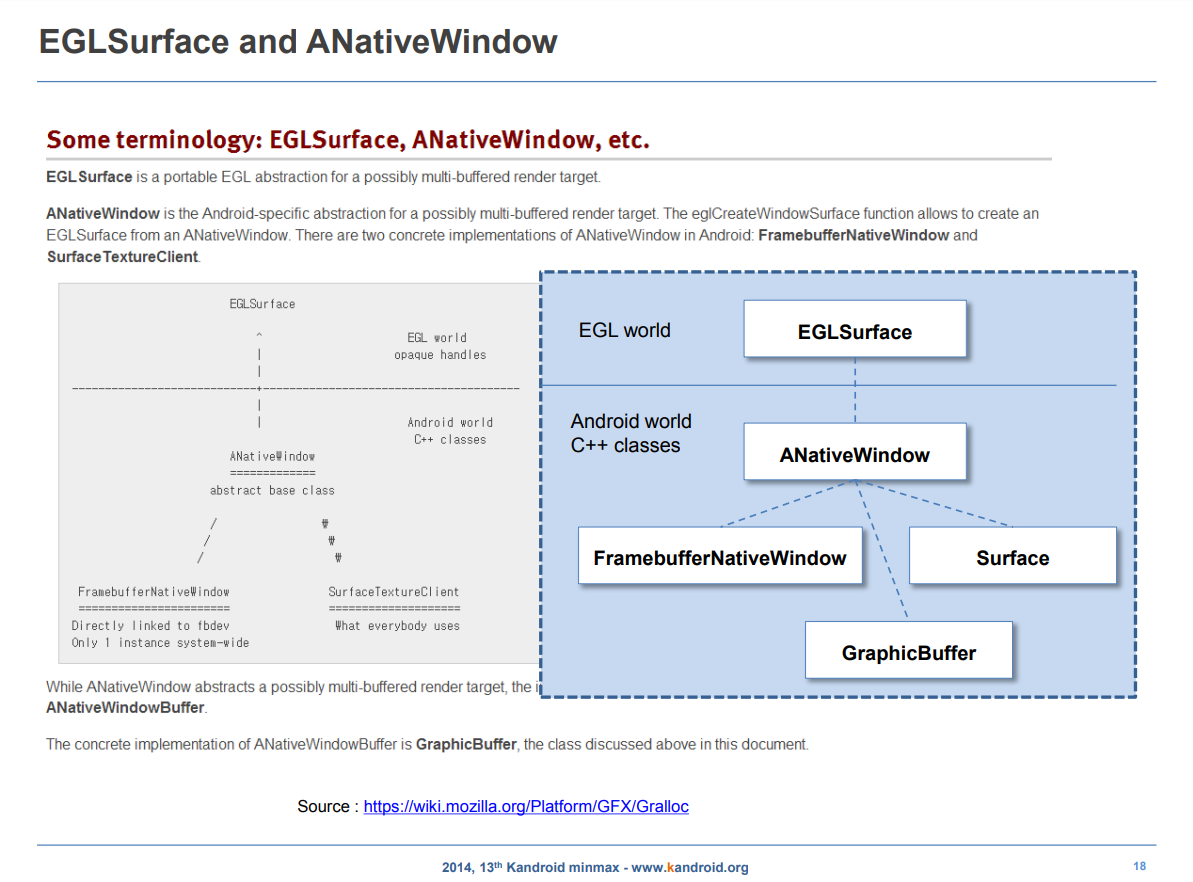 EGLSurface and ANativeWindow
Some terminology: EGLSurface, ANativeWindow, etc.
EGLSurface is a portable EGL abstraction for a possibly multi-buffered render target.
ANativeWindow is the Android-specific abstraction for a possibly multi-buffered render target. The eglCreateWindowSurface function allows to create an
EGLSurface from an ANativeWindow. There are two concrete implementations of ANativeWindow in Android: FramebufferNativeWindow and
SurfaceTextureClient.
EGLSurface
^
|
EGL world
|
opaque handles
|
----------------------------+---------------------------------------
|
|
Android world
C++ classes
ANativeWindow
=============
abstract base class
/ ₩
/ ₩
/ ₩
FramebufferNativeWindow
=======================
Directly linked to fbdev
Only 1 instance system-wide
SurfaceTextureClient
====================
What everybody uses
EGL world
EGLSurface
Android world
C++ classes
ANativeWindow
FramebufferNativeWindow
Surface
GraphicBuffer
While ANativeWindow abstracts a possibly multi-buffered render target, the
ANativeWindowBuffer.
The concrete implementation of ANativeWindowBuffer is GraphicBuffer, the class discussed above in this document.
Source : https://wiki.mozilla.org/Platform/GFX/Gralloc
2014, 13th Kandroid minmax - www.kandroid.org
18